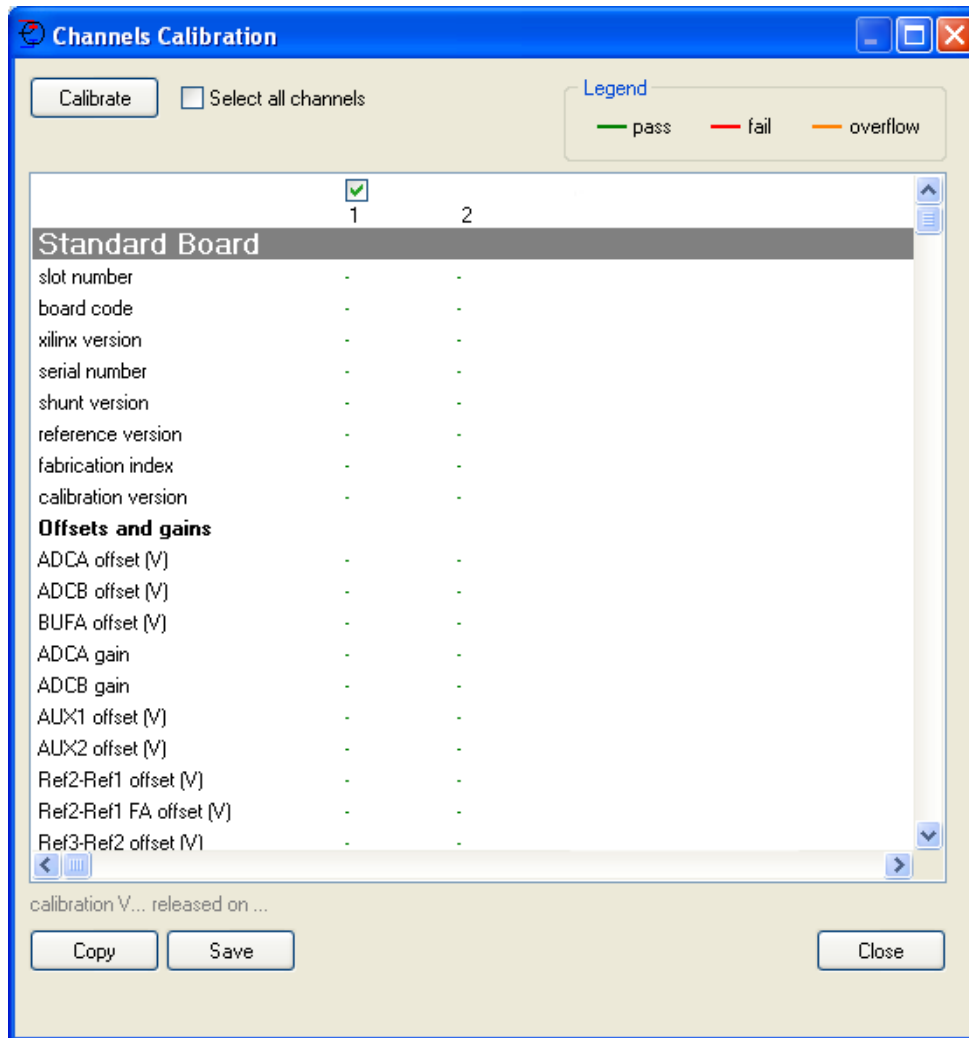 Channels Calibration
Calibrate
Select all channels
Legend
pass fail overflow
1 2
Standard Board
slot number - -
board code - -
xilinx version - -
serial number - -
shunt version - -
reference version - -
fabrication index - -
calibration version - -
Offsets and gains
ADCA offset (V) - -
ADCB offset (V) - -
BUFA offset (V) - -
ADCA gain - -
ADCB gain - -
AUX1 offset (V) - -
AUX2 offset (V) - -
Ref2-Ref1 offset (V) - -
Ref2-Ref1 FA offset (V) - -
Ref3-Ref2 offset (V) - -
calibration V... released on ...
Copy Save Close